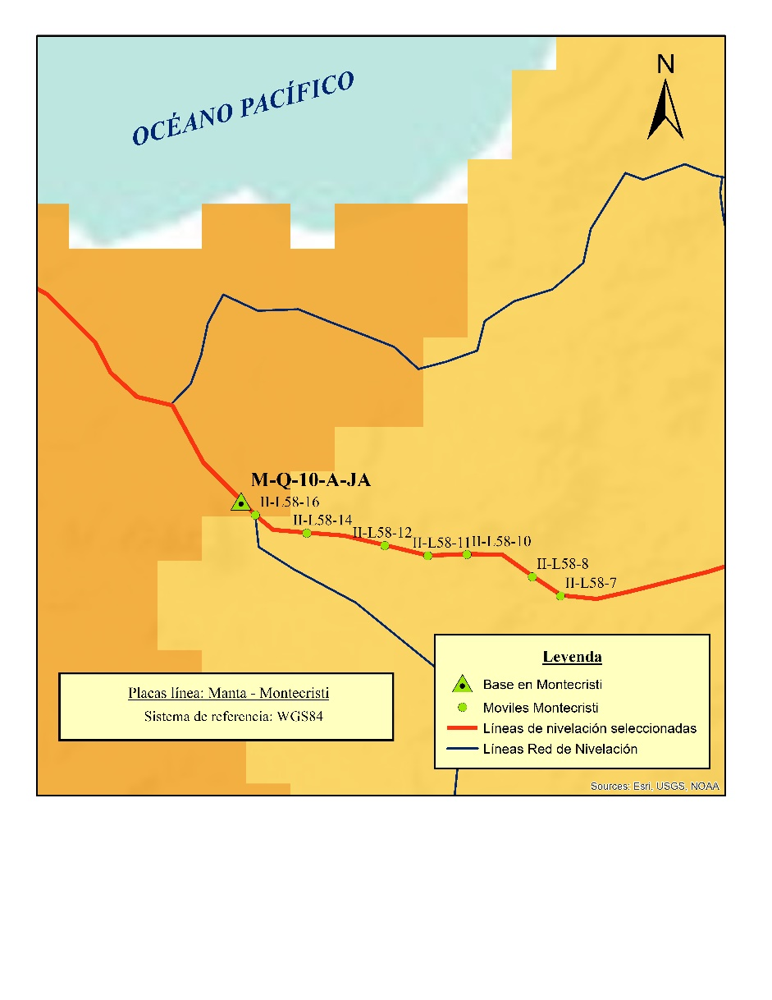 N
OCÉANO PACÍFICO
M-Q-10-A-JA
II-L58-16
II-L58-14
II-L58-12
II-L58-11
II-L58-10
II-L58-8
II-L58-7
Leyenda
Base en Montecristi
Moviles Montecristi
Líneas de nivelación seleccionadas
Líneas Red de Nivelación
Placas línea: Manta - Montecristi
Sistema de referencia: WGS84
Sources: Esri, USGS, NOAA